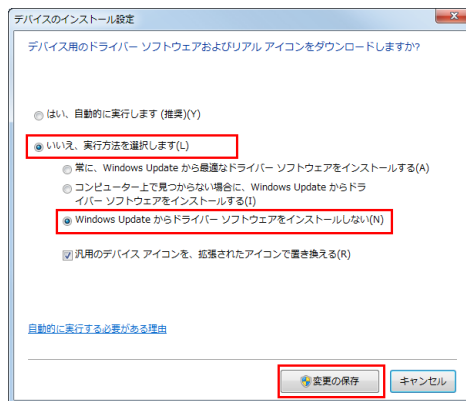 デバイスのインストール設定
デバイス用のドライバー ソフトウェアおよびリアル アイコンをダウンロードしますか?
はい、自動的に実行します (推奨)(Y)
いいえ、実行方法を選択します(L)
常に、Windows Update から最適なドライバー ソフトウェアをインストールする(A)
コンピューター上で見つからない場合に、Windows Update からドラ
イバー ソフトウェアをインストールする(I)
Windows Update からドライバー ソフトウェアをインストールしない(N)
汎用のデバイス アイコンを、拡張されたアイコンで置き換える(R)
自動的に実行する必要がある理由
変更の保存
キャンセル